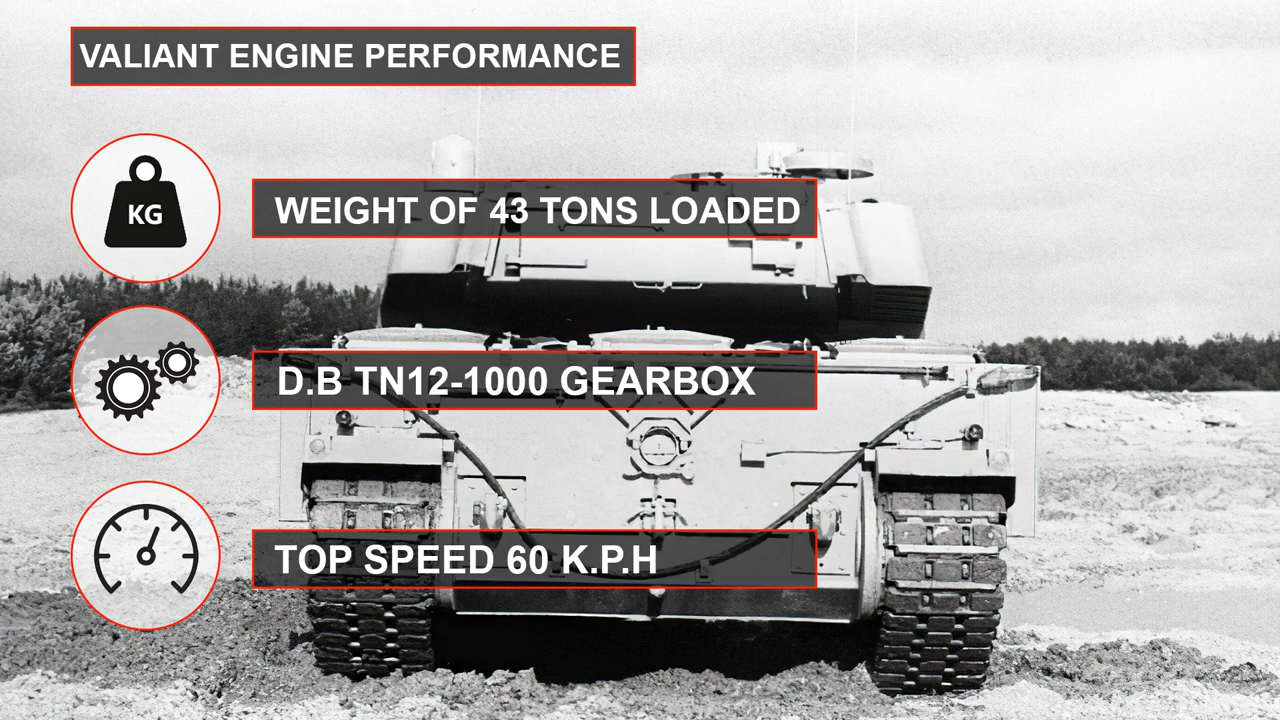 VALIANT ENGINE PERFORMANCE
KG
WEIGHT OF 43 TONS LOADED
D.B TN12-1000 GEARBOX
TOP SPEED 60 K.P.H